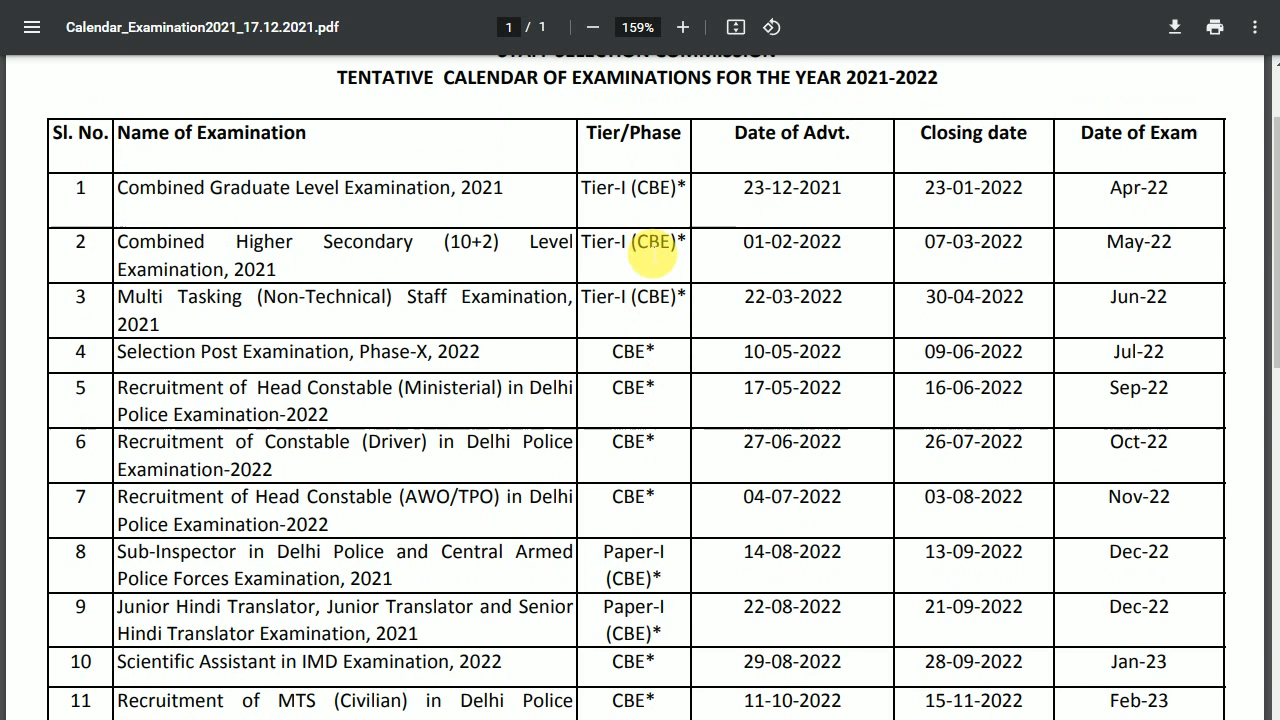 Calendar_Examination2021_17.12.2021.pdf 1 / 1 159%
STAFF SELECTION COMMISSION
TENTATIVE CALENDAR OF EXAMINATIONS FOR THE YEAR 2021-2022
Sl. No. Name of Examination Tier/Phase Date of Advt. Closing date Date of Exam
1 Combined Graduate Level Examination, 2021 Tier-I (CBE)* 23-12-2021 23-01-2022 Apr-22
2 Combined Higher Secondary (10+2) Level Tier-I (CBE)* 01-02-2022 07-03-2022 May-22
Examination, 2021
3 Multi Tasking (Non-Technical) Staff Examination, Tier-I (CBE)* 22-03-2022 30-04-2022 Jun-22
2021
4 Selection Post Examination, Phase-X, 2022 CBE* 10-05-2022 09-06-2022 Jul-22
5 Recruitment of Head Constable (Ministerial) in Delhi CBE* 17-05-2022 16-06-2022 Sep-22
Police Examination-2022
6 Recruitment of Constable (Driver) in Delhi Police CBE* 27-06-2022 26-07-2022 Oct-22
Examination-2022
7 Recruitment of Head Constable (AWO/TPO) in Delhi CBE* 04-07-2022 03-08-2022 Nov-22
Police Examination-2022
8 Sub-Inspector in Delhi Police and Central Armed Paper-I 14-08-2022 13-09-2022 Dec-22
Police Forces Examination, 2021 (CBE)*
9 Junior Hindi Translator, Junior Translator and Senior Paper-I 22-08-2022 21-09-2022 Dec-22
Hindi Translator Examination, 2021 (CBE)*
10 Scientific Assistant in IMD Examination, 2022 CBE* 29-08-2022 28-09-2022 Jan-23
11 Recruitment of MTS (Civilian) in Delhi Police CBE* 11-10-2022 15-11-2022 Feb-23